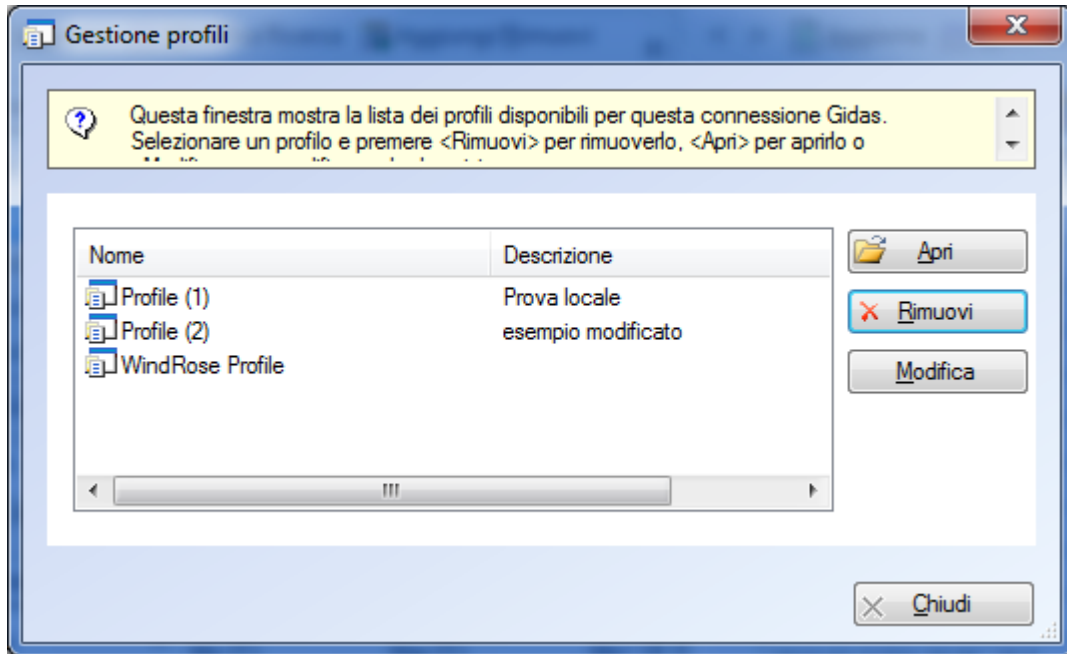 Gestione profili
Questa finestra mostra la lista dei profili disponibili per questa connessione Gidas.
Selezionare un profilo e premere <Rimuovi> per rimuoverlo, <Apri> per aprirlo o
Nome Descrizione
Profile (1) Prova locale
Profile (2) esempio modificato
WindRose Profile
Apri
Rimuovi
Modifica
Chiudi